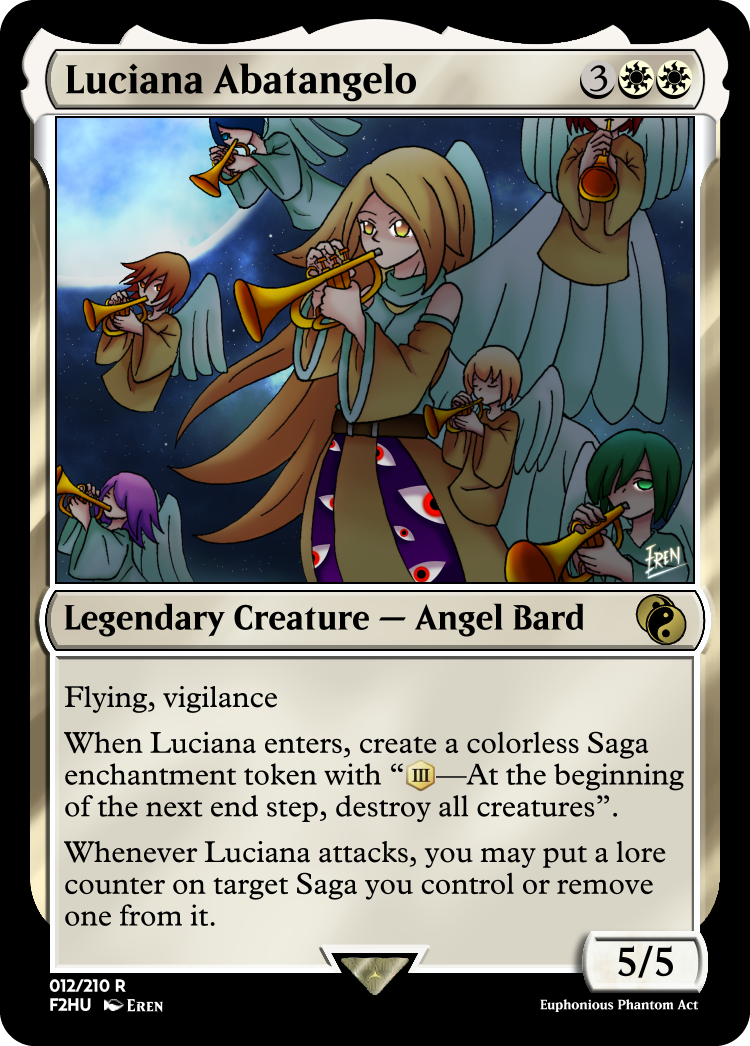 Luciana Abatangelo 3
EREN
Legendary Creature — Angel Bard
Flying, vigilance
When Luciana enters, create a colorless Saga
enchantment token with “III—At the beginning
of the next end step, destroy all creatures”.
Whenever Luciana attacks, you may put a lore
counter on target Saga you control or remove
one from it.
5/5
012/210 R
F2HU EREN
Euphonious Phantom Act